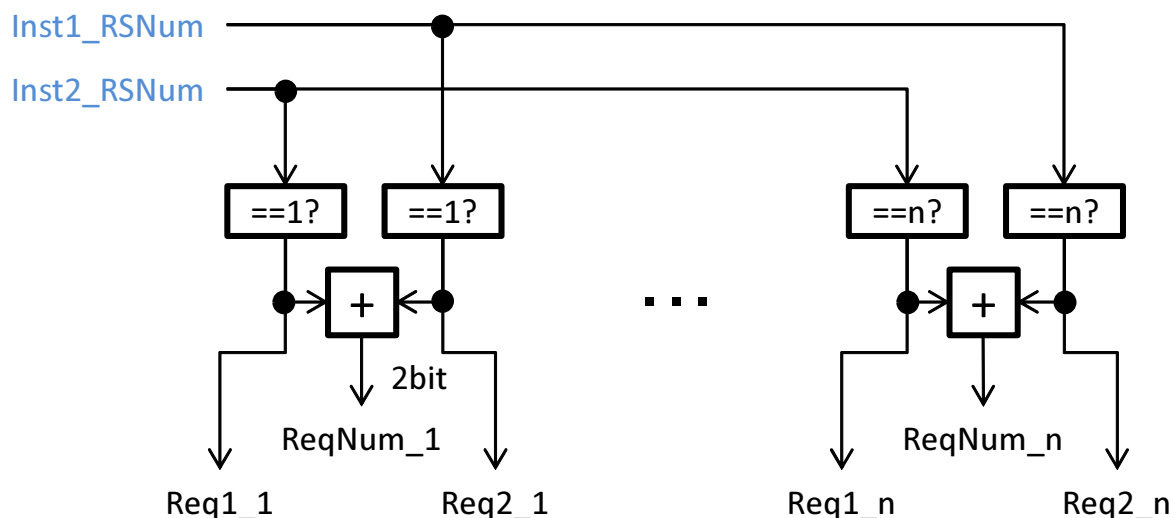 Inst1_RSNum
Inst2_RSNum
==1? ==1? ==n? ==n?
+ ... +
2bit
ReqNum_1 ReqNum_n
Req1_1 Req2_1 Req1_n Req2_n